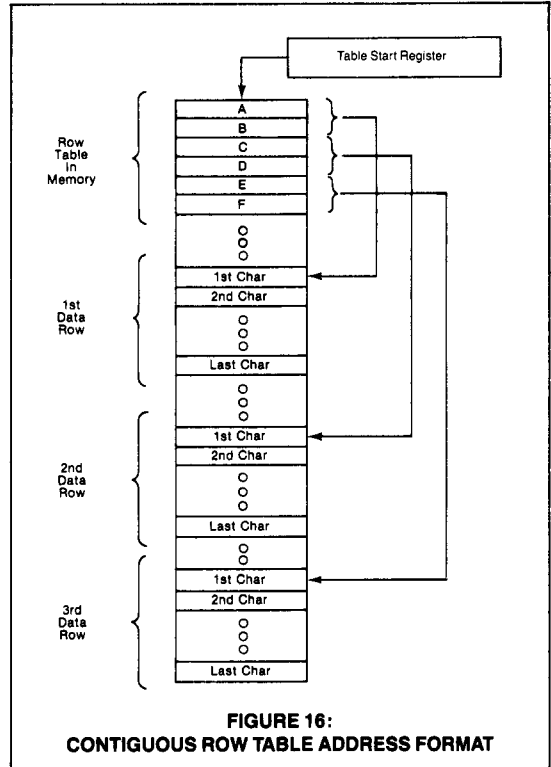 Table Start Register
A
B
C
D
E
F
Row
Table
In
Memory
1st Char
2nd Char
Last Char
1st
Data
Row
1st Char
2nd Char
Last Char
2nd
Data
Row
1st Char
2nd Char
Last Char
3rd
Data
Row
FIGURE 16:
CONTIGUOUS ROW TABLE ADDRESS FORMAT